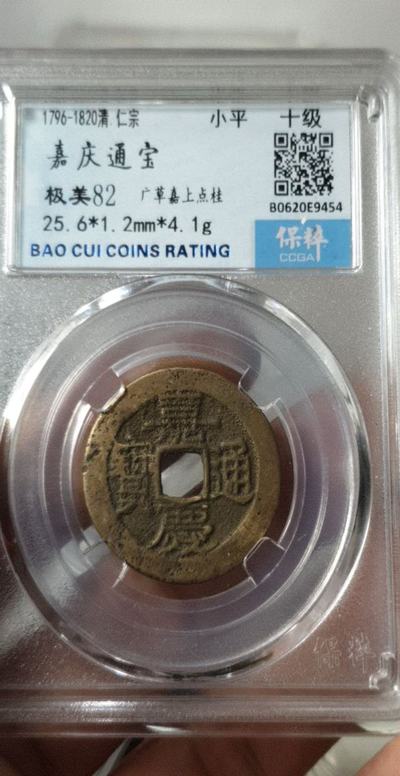 1796-1820清 仁宗 小平 十级
嘉庆通宝
极美82 广草嘉上点桂
B0620E9454
25.6*1.2mm*4.1g
保粹
CCGA
BAO CUI COINS RATING
嘉
寶 通
慶
保粹